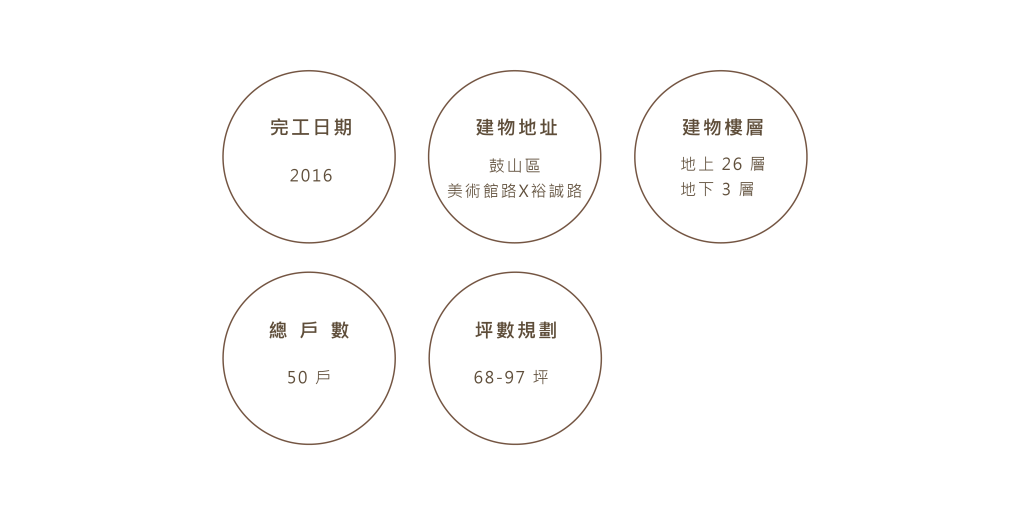 完工日期
2016
建物地址
鼓山區
美術館路X裕誠路
建物樓層
地上 26 層
地下 3 層
總 戶 數
50 戶
坪數規劃
68-97 坪